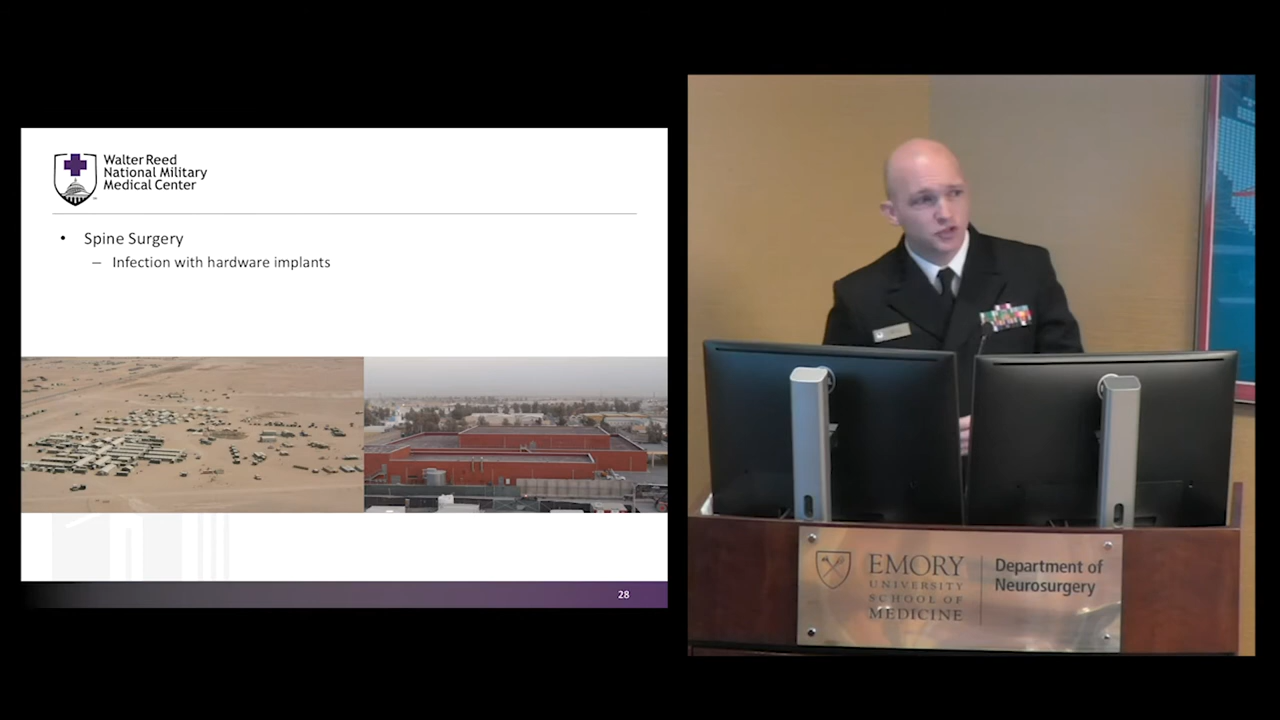 Walter Reed
National Military
Medical Center
• Spine Surgery
– Infection with hardware implants
28
EMORY
UNIVERSITY
SCHOOL OF
MEDICINE
Department of
Neurosurgery